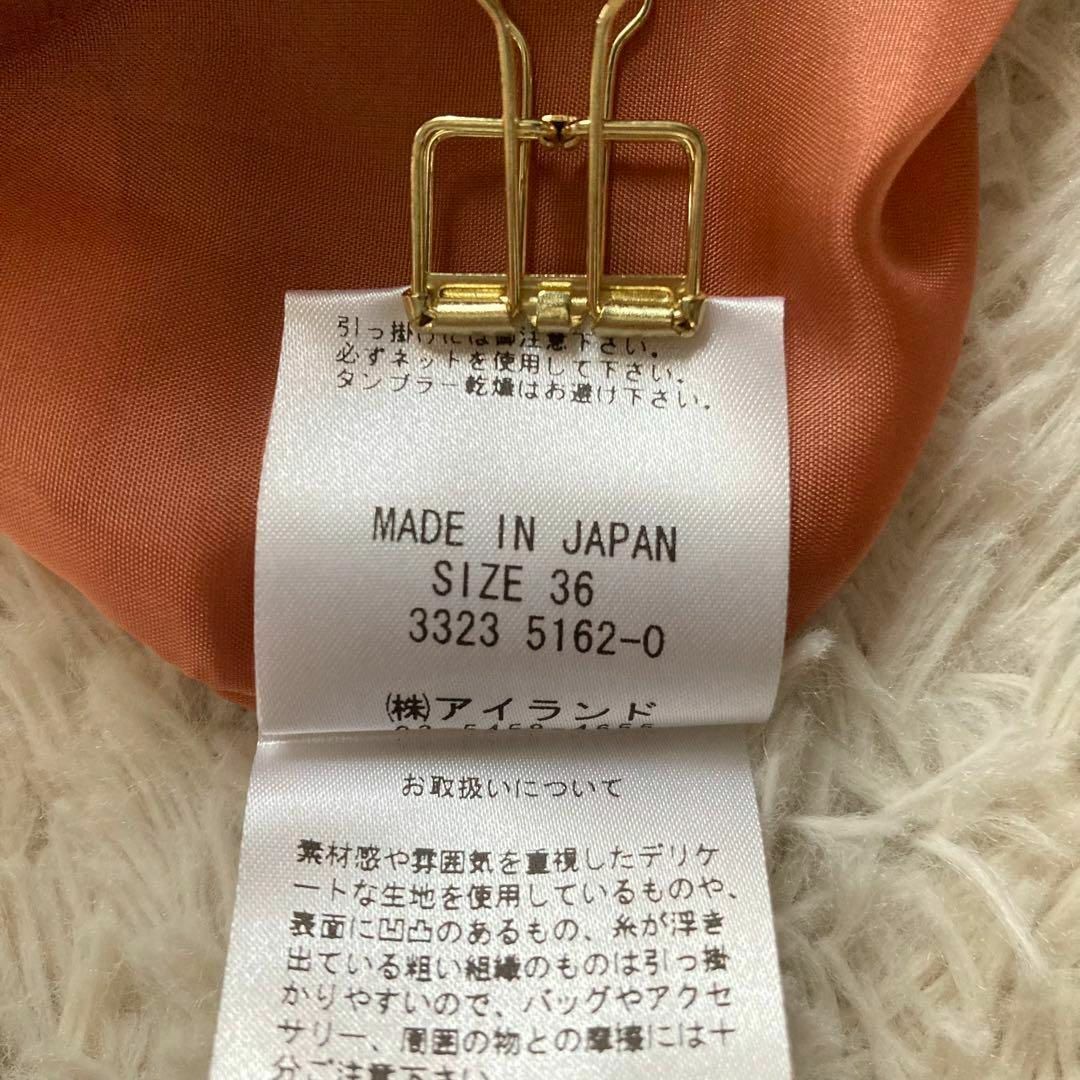 引っ掛けには御注意下さい。
必ずネットを使用して下さい。
タンブラー乾燥はお避け下さい。
MADE IN JAPAN
SIZE 36
3323 5162-0
(株)アイランド
お取扱いについて
素材感や雰囲気を重視したデリケ
ートな生地を使用しているものや、
表面に凹凸のあるもの、糸が浮き
出ている粗い組織のものは引っ掛
かりやすいので、バッグやアクセ
サリー、周囲の物との摩擦には十
分ご注意下さい。